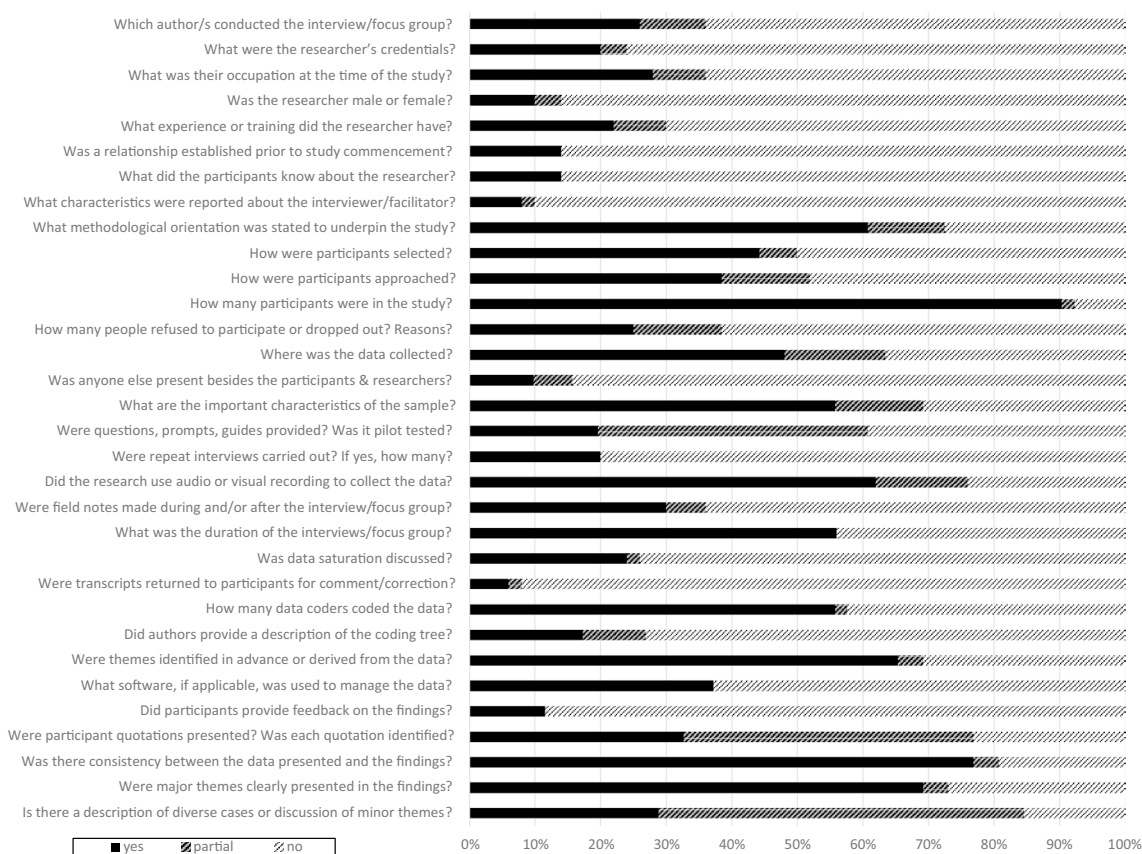 Which author/s conducted the interview/focus group?
What were the researcher's credentials?
What was their occupation at the time of the study?
Was the researcher male or female?
What experience or training did the researcher have?
Was a relationship established prior to study commencement?
What did the participants know about the researcher?
What characteristics were reported about the interviewer/facilitator?
What methodological orientation was stated to underpin the study?
How were participants selected?
How were participants approached?
How many participants were in the study?
How many people refused to participate or dropped out? Reasons?
Where was the data collected?
Was anyone else present besides the participants & researchers?
What are the important characteristics of the sample?
Were questions, prompts, guides provided? Was it pilot tested?
Were repeat interviews carried out? If yes, how many?
Did the research use audio or visual recording to collect the data?
Were field notes made during and/or after the interview/focus group?
What was the duration of the interviews/focus group?
Was data saturation discussed?
Were transcripts returned to participants for comment/correction?
How many data coders coded the data?
Did authors provide a description of the coding tree?
Were themes identified in advance or derived from the data?
What software, if applicable, was used to manage the data?
Did participants provide feedback on the findings?
Were participant quotations presented? Was each quotation identified?
Was there consistency between the data presented and the findings?
Were major themes clearly presented in the findings?
Is there a description of diverse cases or discussion of minor themes?
yes partial no
0% 10% 20% 30% 40% 50% 60% 70% 80% 90% 100%